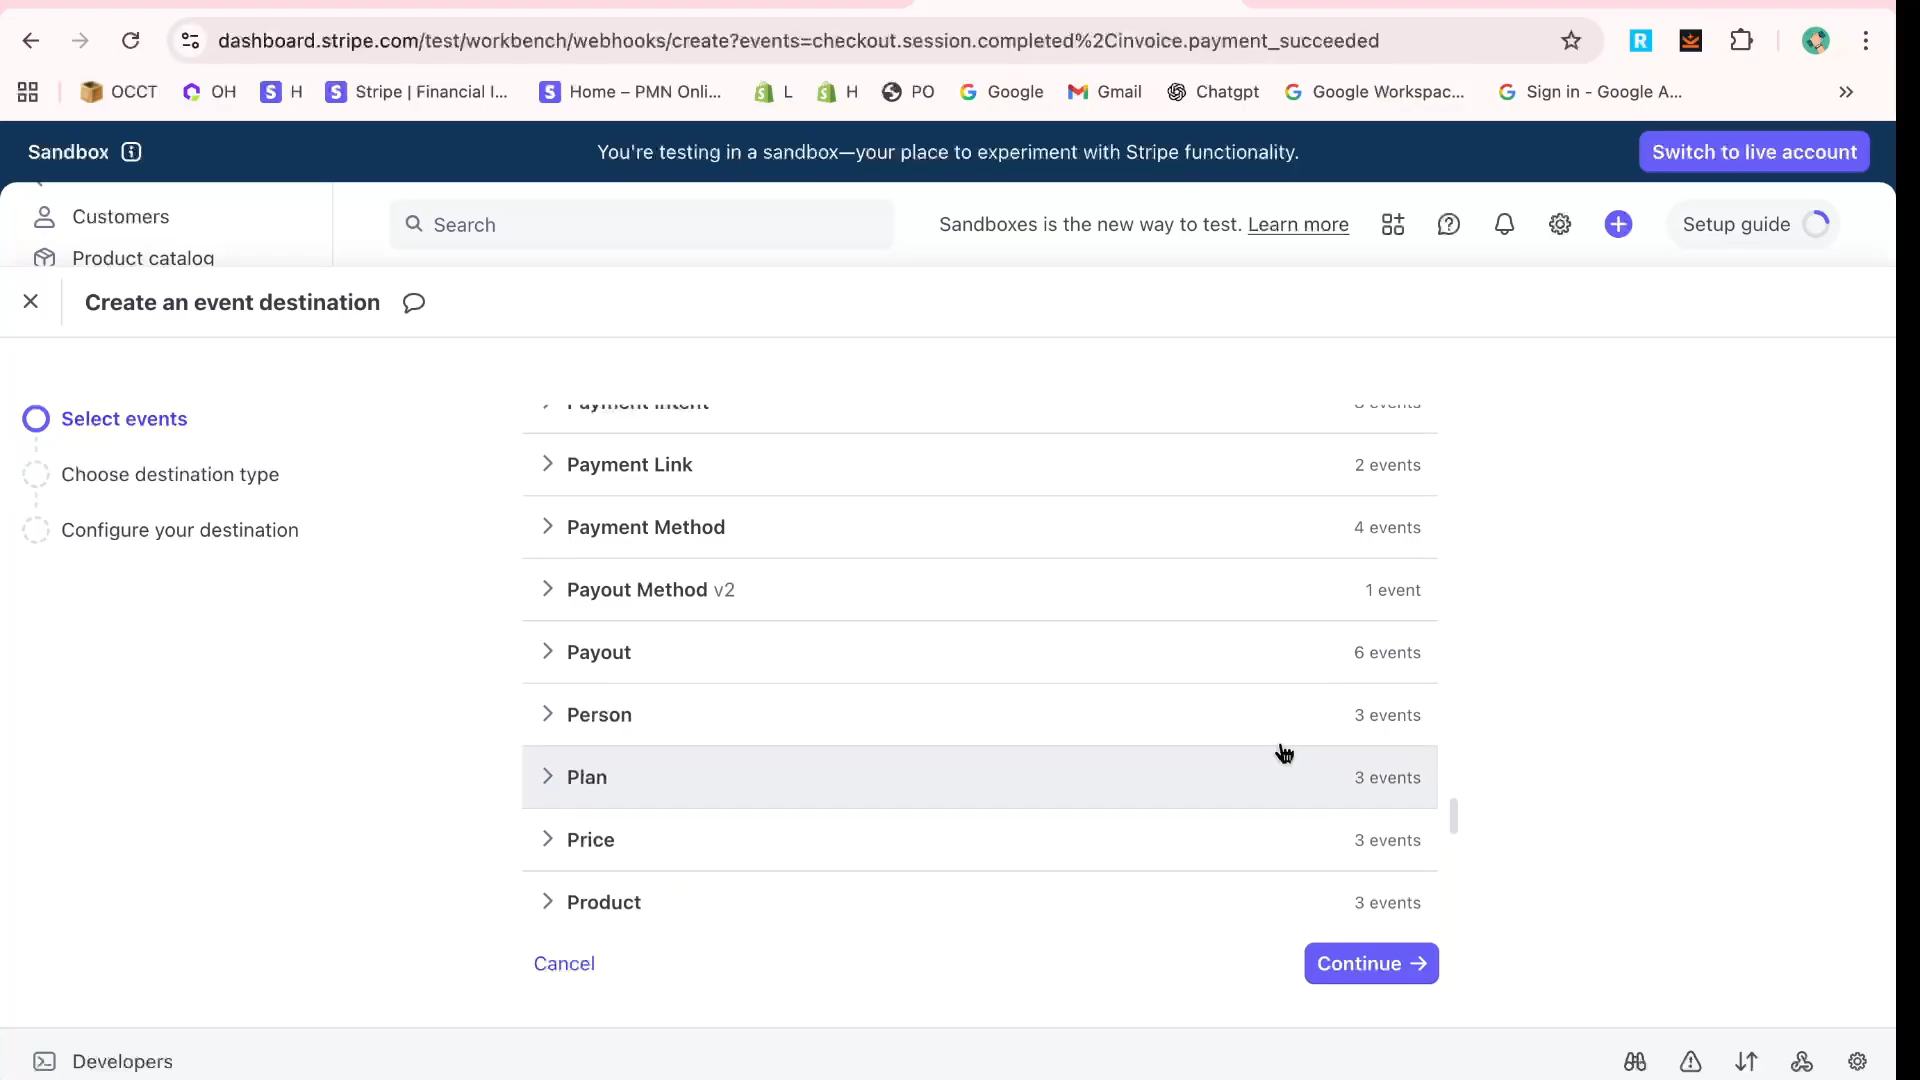 dashboard.stripe.com/test/workbench/webhooks/create?events=checkout.session.completed%2Cinvoice.payment_succeeded
OCCT OH H Stripe | Financial I... Home – PMN Onli... L H PO Google Gmail Chatgpt Google Workspac... Sign in - Google A...
Sandbox You're testing in a sandbox—your place to experiment with Stripe functionality. Switch to live account
Customers
Search Sandboxes is the new way to test. Learn more Setup guide
Product catalog
Create an event destination
Select events
Choose destination type
Configure your destination
Payment Intent
Payment Link 2 events
Payment Method 4 events
Payout Method v2 1 event
Payout 6 events
Person 3 events
Plan 3 events
Price 3 events
Product 3 events
Cancel Continue
Developers